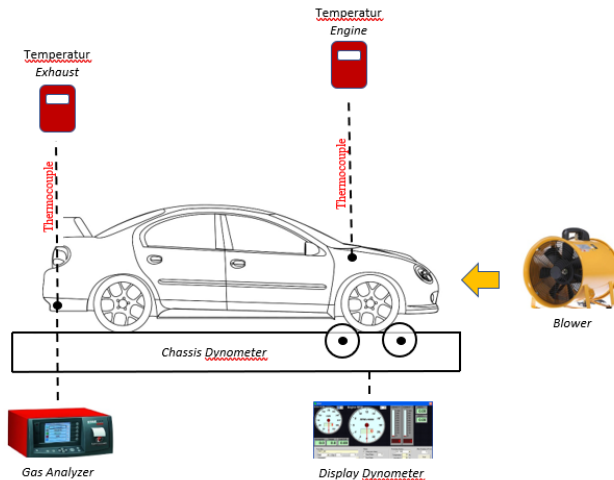 Temperatur
Engine
Temperatur
Exhaust
Thermocouple
Thermocouple
Blower
Chassis Dynometer
Gas Analyzer
Display Dynometer